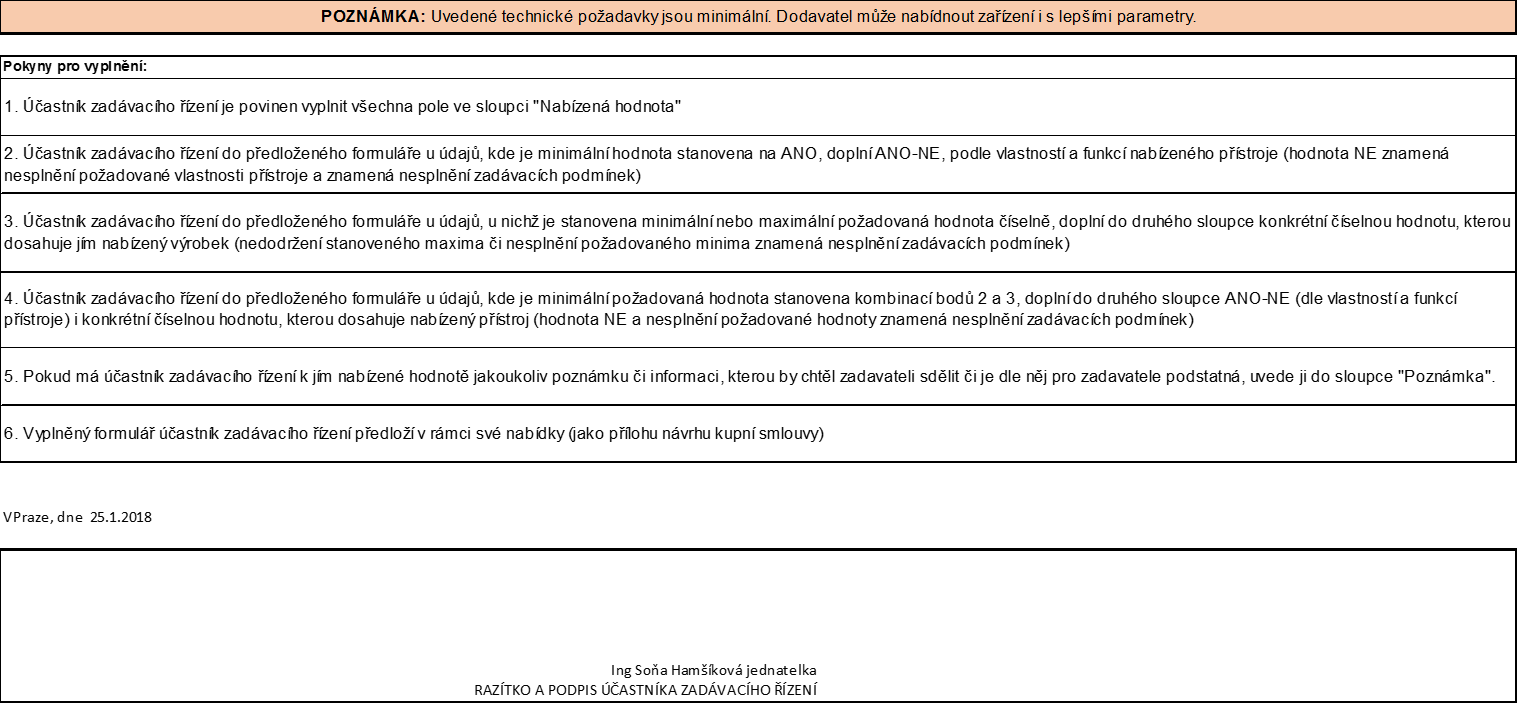 POZNÁMKA: Uvedené technické požadavky jsou minimální. Dodavatel může nabídnout zařízení i s lepšími parametry.
Pokyny pro vyplnění:
1. Účastník zadávacího řízení je povinen vyplnit všechna pole ve sloupci "Nabízená hodnota"
2. Účastník zadávacího řízení do předloženého formuláře u údajů, kde je minimální hodnota stanovena na ANO, doplní ANO-NE, podle vlastností a funkcí nabízeného přístroje (hodnota NE znamená
nesplnění požadované vlastnosti přístroje a znamená nesplnění zadávacích podmínek)
3. Účastník zadávacího řízení do předloženého formuláře u údajů, u nichž je stanovena minimální nebo maximální požadovaná hodnota číselně, doplní do druhého sloupce konkrétní číselnou hodnotu, kterou
dosahuje jím nabízený výrobek (nedodržení stanoveného maxima či nesplnění požadovaného minima znamená nesplnění zadávacích podmínek)
4. Účastník zadávacího řízení do předloženého formuláře u údajů, kde je minimální požadovaná hodnota stanovena kombinací bodů 2 a 3, doplní do druhého sloupce ANO-NE (dle vlastností a funkcí
přístroje) i konkrétní číselnou hodnotu, kterou dosahuje nabízený přístroj (hodnota NE a nesplnění požadované hodnoty znamená nesplnění zadávacích podmínek)
5. Pokud má účastník zadávacího řízení k jím nabízené hodnotě jakoukoliv poznámku či informaci, kterou by chtěl zadavateli sdělit či je dle něj pro zadavatele podstatná, uvede ji do sloupce "Poznámka".
6. Vyplněný formulář účastník zadávacího řízení předloží v rámci své nabídky (jako přílohu návrhu kupní smlouvy)
V Praze, dne 25.1.2018
Ing Soňa Hamšíková jednatelka
RAZÍTKO A PODPIS ÚČASTNÍKA ZADÁVACÍHO ŘÍZENÍ